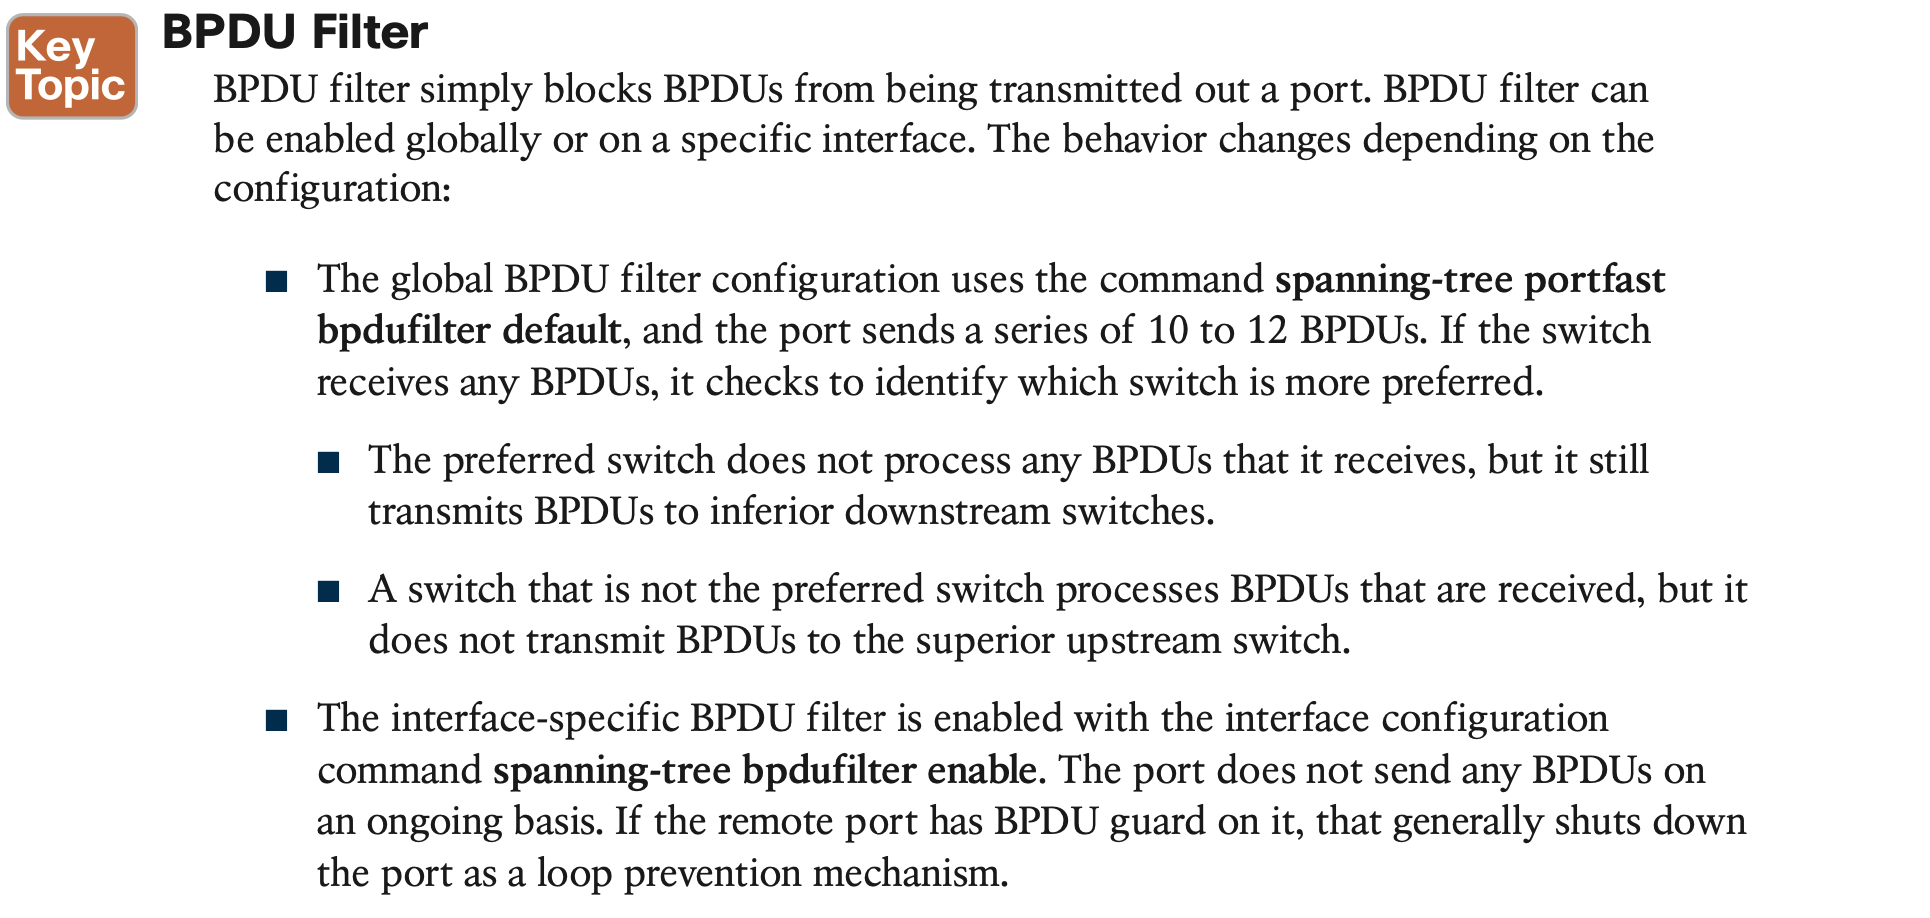 Key
Topic
BPDU Filter
BPDU filter simply blocks BPDUs from being transmitted out a port. BPDU filter can
be enabled globally or on a specific interface. The behavior changes depending on the
configuration:
■ The global BPDU filter configuration uses the command spanning-tree portfast
bpdufilter default, and the port sends a series of 10 to 12 BPDUs. If the switch
receives any BPDUs, it checks to identify which switch is more preferred.
■ The preferred switch does not process any BPDUs that it receives, but it still
transmits BPDUs to inferior downstream switches.
■ A switch that is not the preferred switch processes BPDUs that are received, but it
does not transmit BPDUs to the superior upstream switch.
■ The interface-specific BPDU filter is enabled with the interface configuration
command spanning-tree bpdufilter enable. The port does not send any BPDUs on
an ongoing basis. If the remote port has BPDU guard on it, that generally shuts down
the port as a loop prevention mechanism.